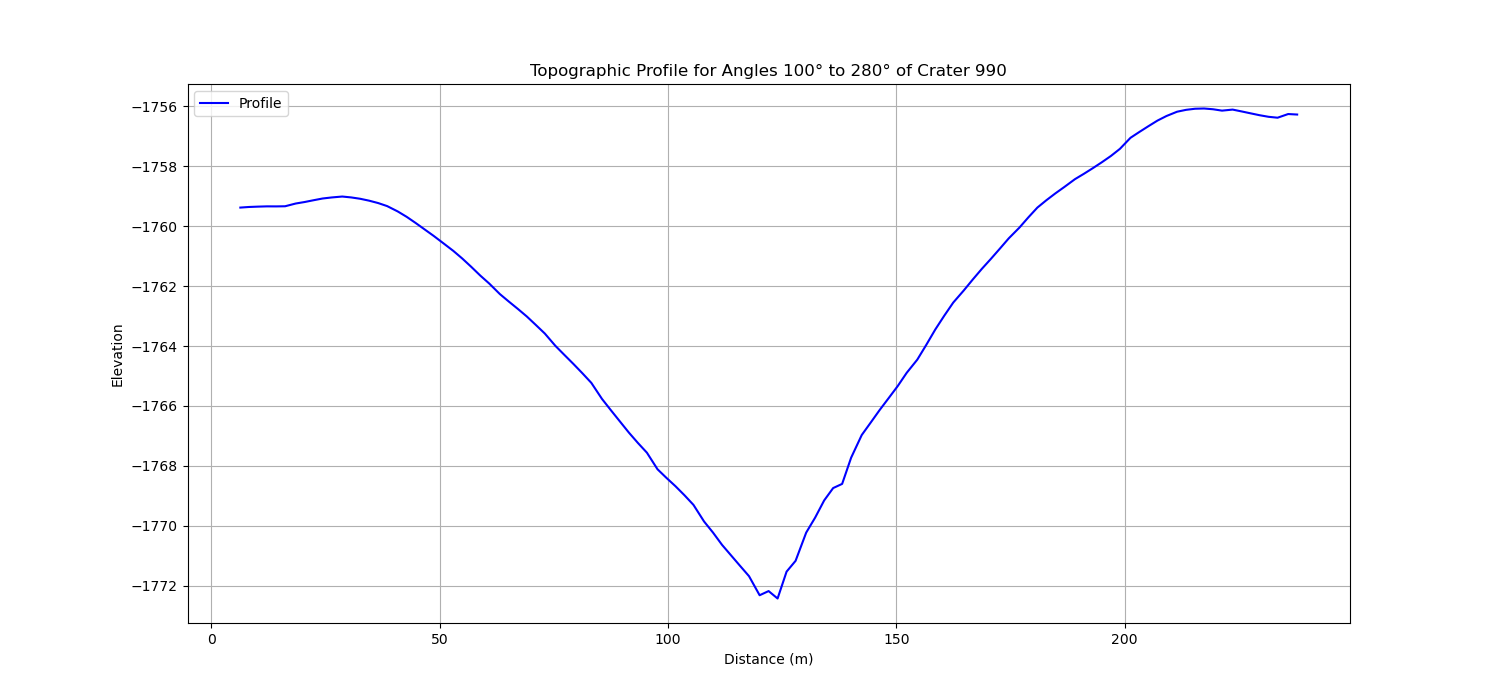 Topographic Profile for Angles 100° to 280° of Crater 990
Profile
Elevation
−1756
−1758
−1760
−1762
−1764
−1766
−1768
−1770
−1772
0 50 100 150 200
Distance (m)